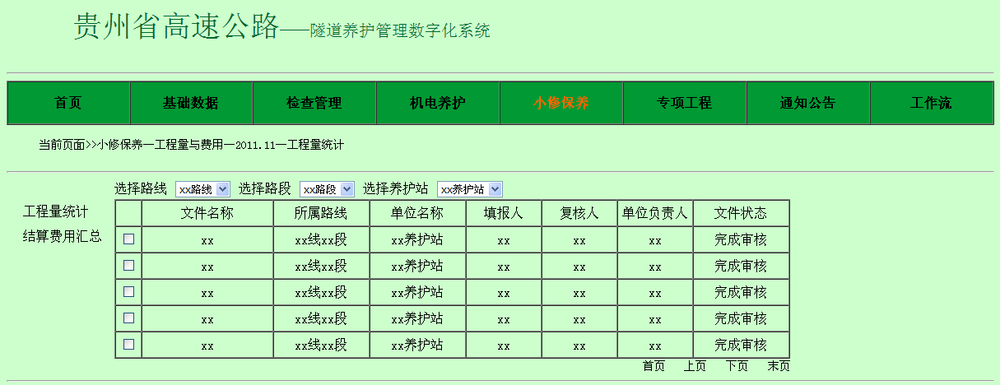 贵州省高速公路——隧道养护管理数字化系统
首页 基础数据 检查管理 机电养护 小修保养 专项工程 通知公告 工作流
当前页面>>小修保养—工程量与费用—2011.11—工程量统计
选择路线 xx路线 选择路段 xx路段 选择养护站 xx养护站
工程量统计
结算费用汇总
文件名称 所属路线 单位名称 填报人 复核人 单位负责人 文件状态
xx xx线xx段 xx养护站 xx xx xx 完成审核
xx xx线xx段 xx养护站 xx xx xx 完成审核
xx xx线xx段 xx养护站 xx xx xx 完成审核
xx xx线xx段 xx养护站 xx xx xx 完成审核
xx xx线xx段 xx养护站 xx xx xx 完成审核
首页 上页 下页 末页